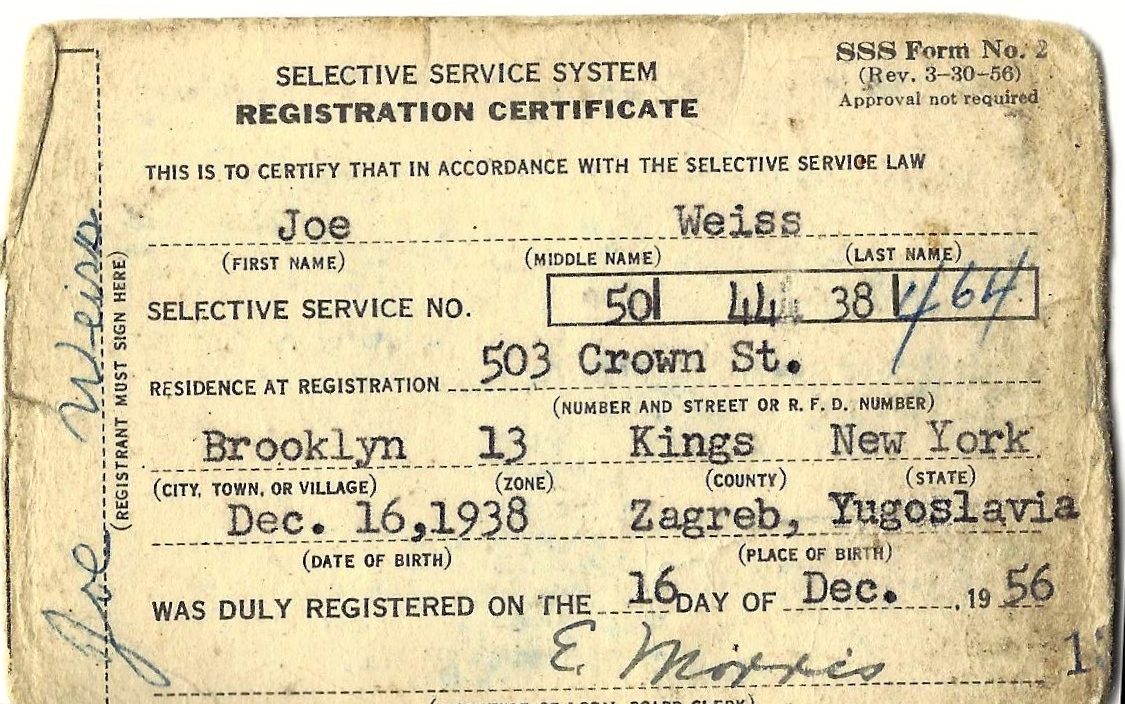 SSS Form No. 2
(Rev. 3-30-56)
Approval not required
SELECTIVE SERVICE SYSTEM
REGISTRATION CERTIFICATE
THIS IS TO CERTIFY THAT IN ACCORDANCE WITH THE SELECTIVE SERVICE LAW
Joe Weiss
(FIRST NAME) (MIDDLE NAME) (LAST NAME)
SELECTIVE SERVICE NO. 50 44 38 464
503 Crown St.
RESIDENCE AT REGISTRATION
(NUMBER AND STREET OR R. F. D. NUMBER)
Brooklyn 13 Kings New York
(CITY, TOWN, OR VILLAGE) (ZONE) (COUNTY) (STATE)
Dec. 16,1938 Zagreb, Yugoslavia
(DATE OF BIRTH) (PLACE OF BIRTH)
WAS DULY REGISTERED ON THE 16 DAY OF Dec. , 19 56
E. Morris
Joe Weiss
(REGISTRANT MUST SIGN HERE)